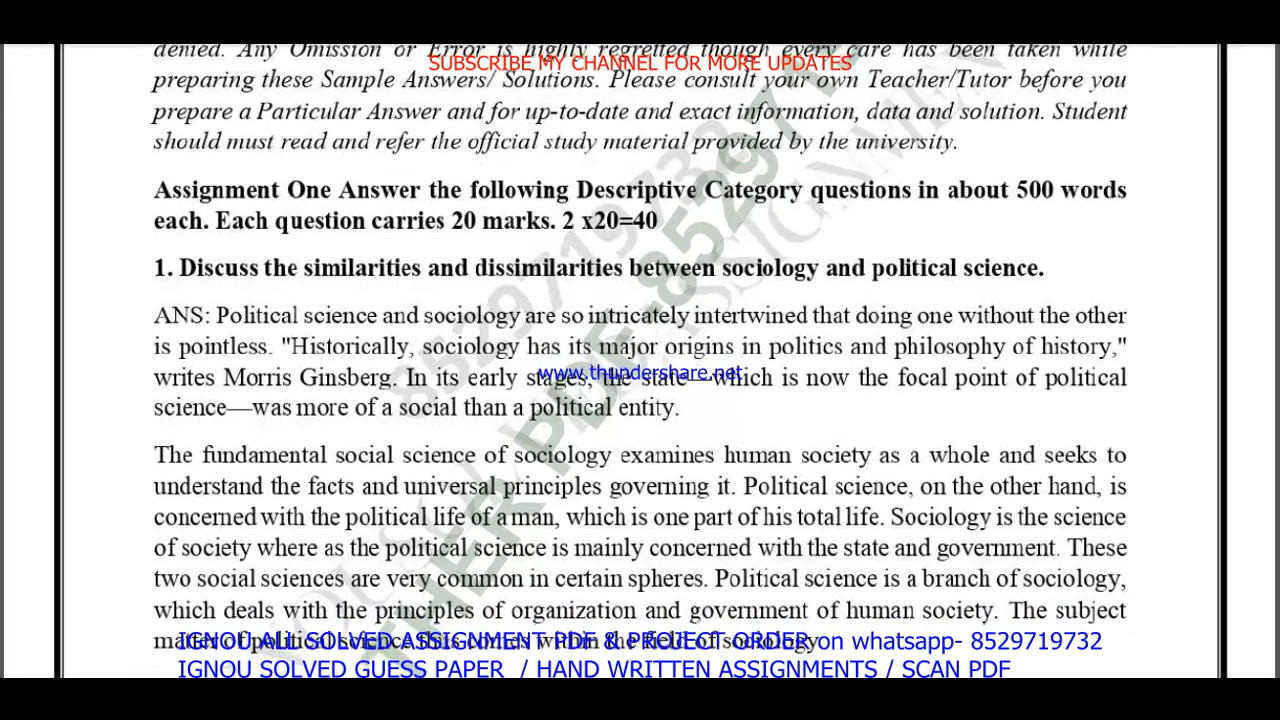 denied. Any Omission or Error is highly regretted though every care has been taken while
SUBSCRIBE MY CHANNEL FOR MORE UPDATES
preparing these Sample Answers/ Solutions. Please consult your own Teacher/Tutor before you
prepare a Particular Answer and for up-to-date and exact information, data and solution. Student
should must read and refer the official study material provided by the university.
Assignment One Answer the following Descriptive Category questions in about 500 words
each. Each question carries 20 marks. 2 x20=40
1. Discuss the similarities and dissimilarities between sociology and political science.
ANS: Political science and sociology are so intricately intertwined that doing one without the other
is pointless. "Historically, sociology has its major origins in politics and philosophy of history,"
www.thundershare.net
writes Morris Ginsberg. In its early stages, the state—which is now the focal point of political
science—was more of a social than a political entity.
The fundamental social science of sociology examines human society as a whole and seeks to
understand the facts and universal principles governing it. Political science, on the other hand, is
concerned with the political life of a man, which is one part of his total life. Sociology is the science
of society where as the political science is mainly concerned with the state and government. These
two social sciences are very common in certain spheres. Political science is a branch of sociology,
which deals with the principles of organization and government of human society. The subject
matter of political science thus comes within the field of sociology
IGNOU ALL SOLVED ASSIGNMENT PDF & PROJECT ORDER on whatsapp- 8529719732
IGNOU SOLVED GUESS PAPER / HAND WRITTEN ASSIGNMENTS / SCAN PDF